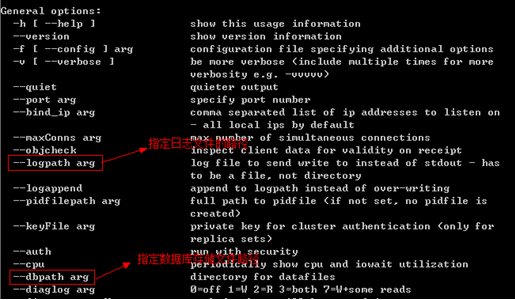 General options:
-h [ --help ] show this usage information
--version show version information
-f [ --config ] arg configuration file specifying additional options
-v [ --verbose ] be more verbose (include multiple times for more
verbosity e.g. -vvvvv)
--quiet quieter output
--port arg specify port number
--bind_ip arg comma separated list of ip addresses to listen on
- all local ips by default
--maxConns arg max number of simultaneous connections
指定日志文件的路径
--objcheck inspect client data for validity on receipt
--logpath arg log file to send write to instead of stdout - has
to be a file, not directory
--logappend append to logpath instead of over-writing
--pidfilepath arg full path to pidfile (if not set, no pidfile is
created)
--keyFile arg private key for cluster authentication (only for
replica sets)
--auth run with security
--cpu periodically show cpu and iowait utilization
指定数据库存储文件路径
--dbpath arg directory for datafiles
--diaglog arg 0=off 1=W 2=R 3=both 7=W+some reads